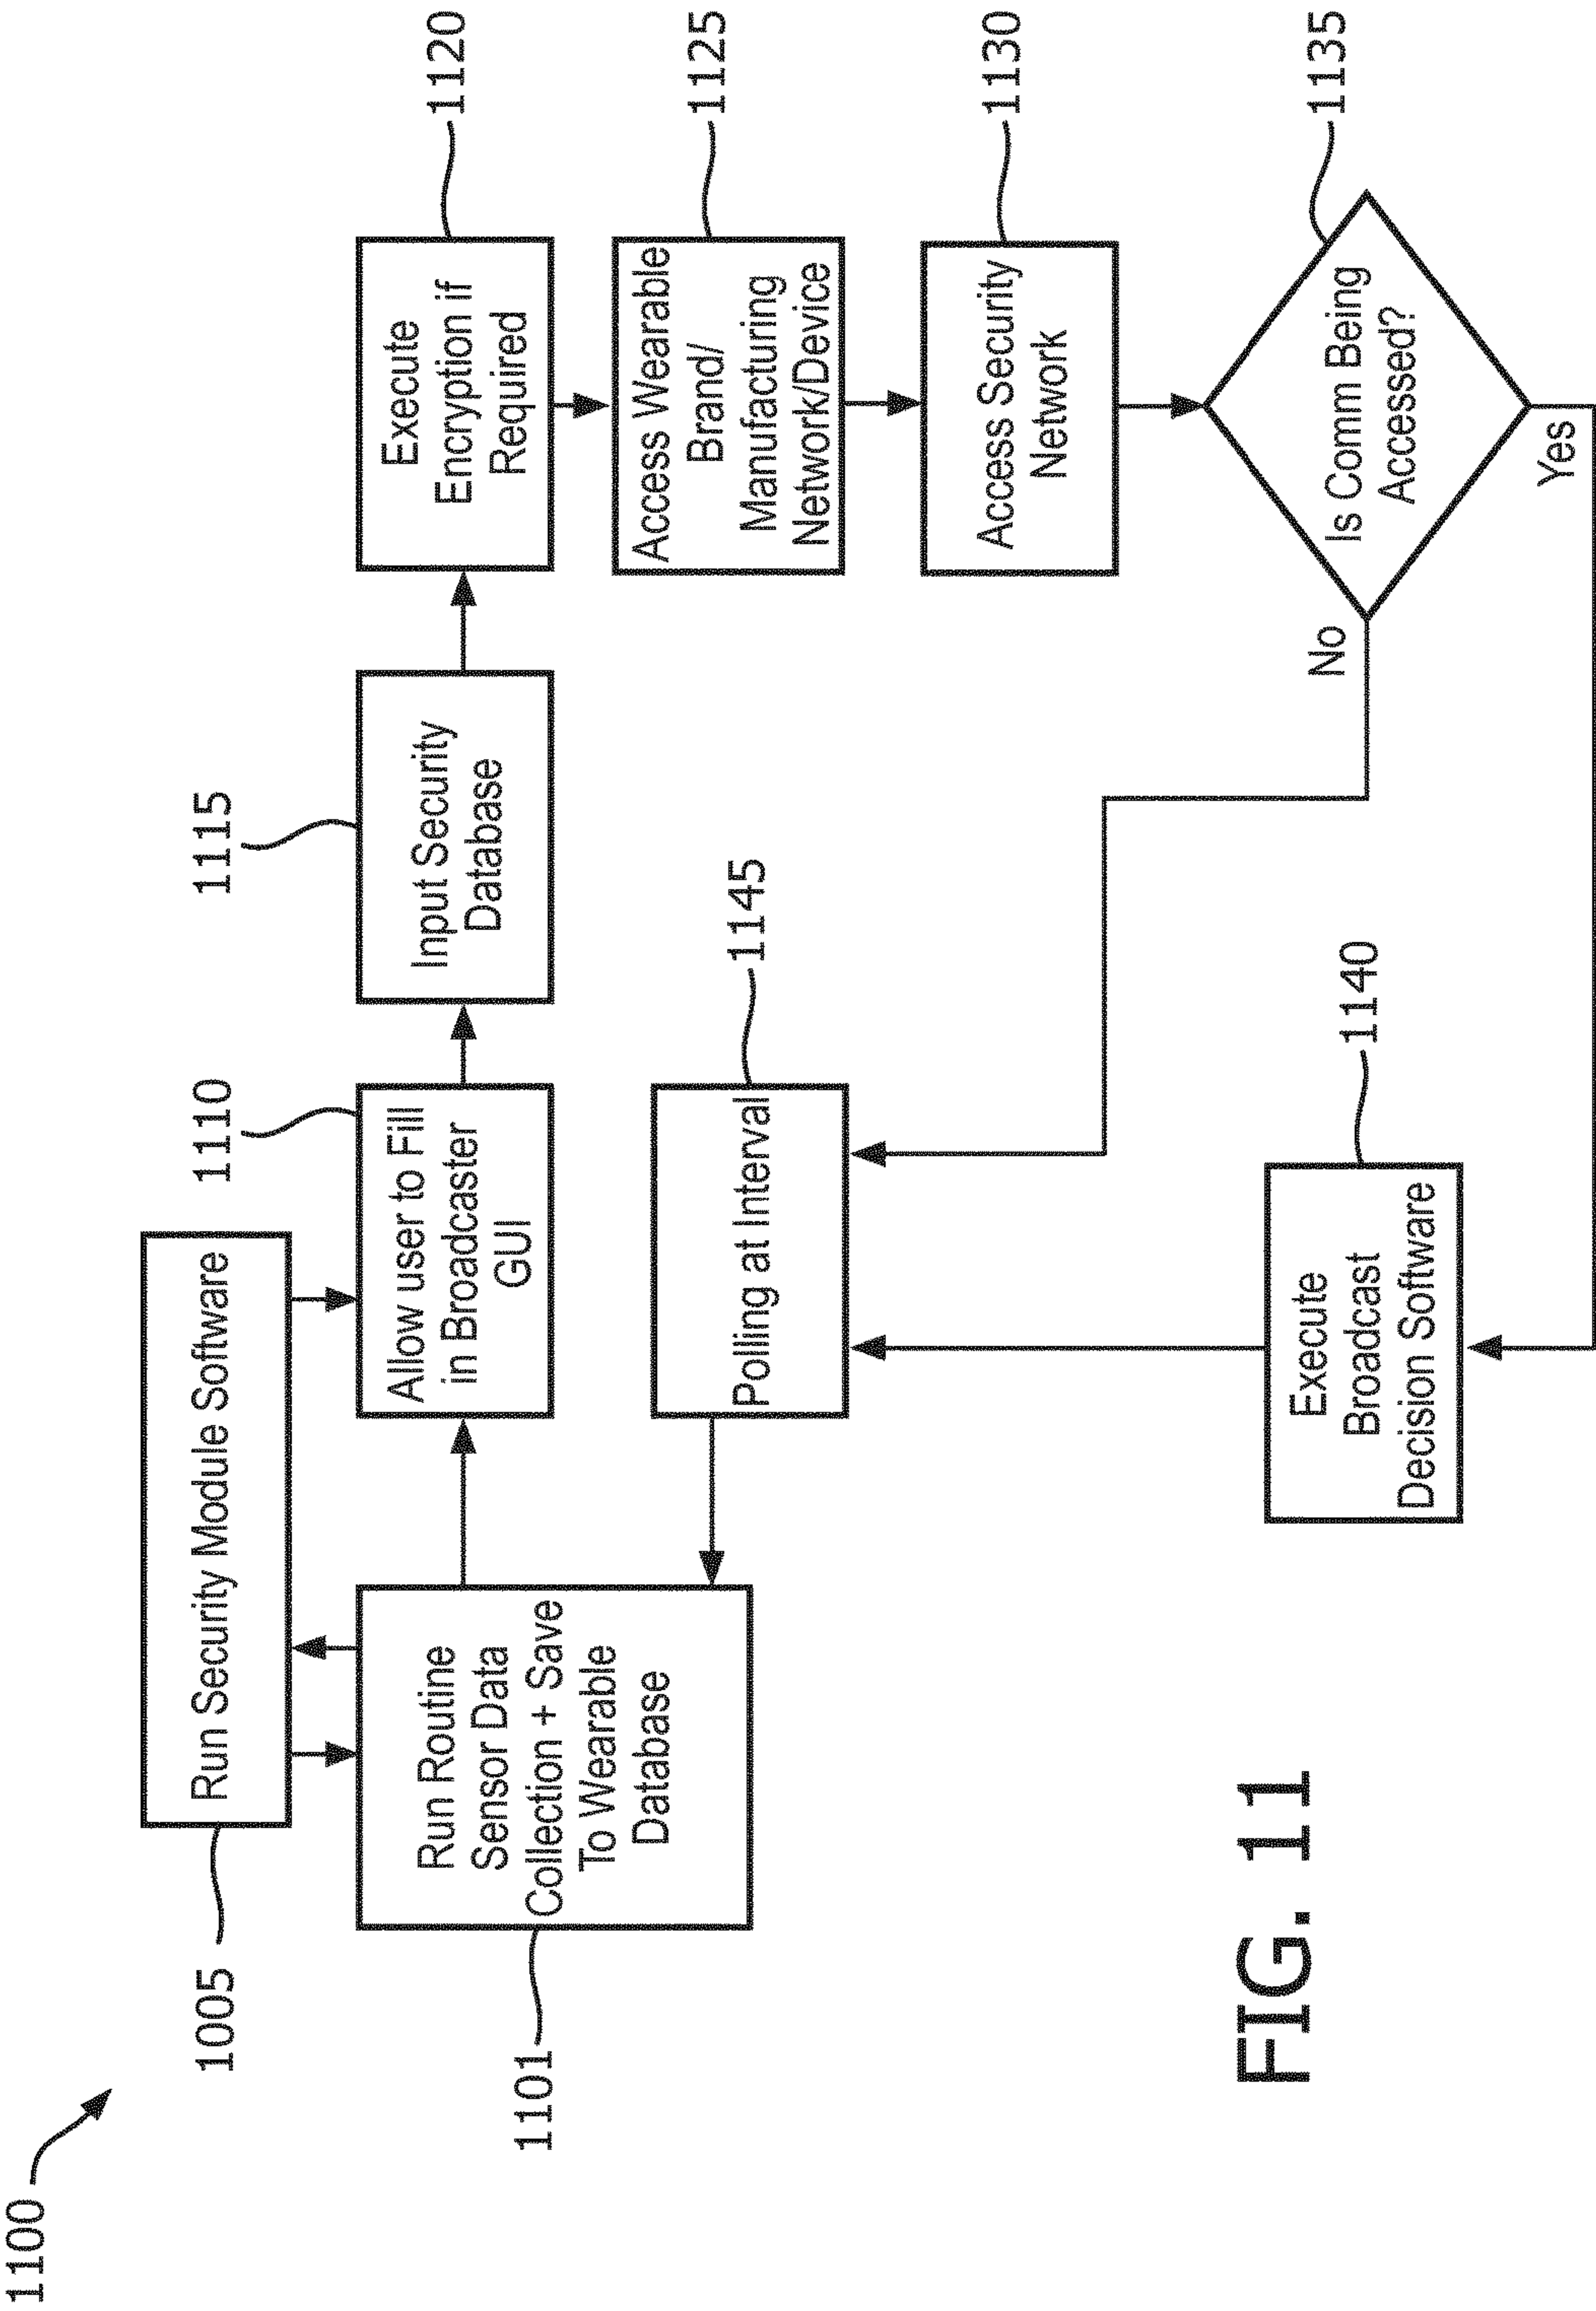 1100
1005
Run Security Module Software
1101
Run Routine
Sensor Data
Collection + Save
To Wearable
Database
1110
Allow user to Fill
in Broadcaster
GUI
1115
Input Security
Database
Execute
Encryption if
Required
1120
Access Wearable
Brand/
Manufacturing
Network/Device
1125
Access Security
Network
1130
Is Comm Being
Accessed?
1135
No
Yes
Polling at Interval
1145
Execute
Broadcast
Decision Software
1140
FIG. 11